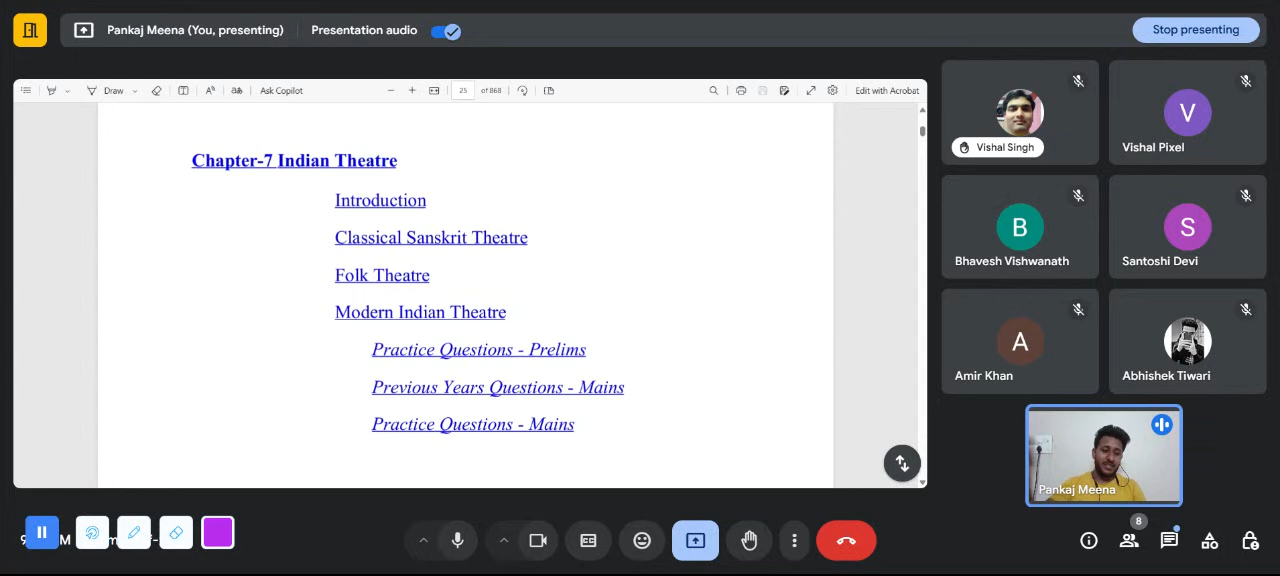 Pankaj Meena (You, presenting)
Presentation audio
Stop presenting
Draw
Ask Copilot
25 of 868
Edit with Acrobat
Chapter-7 Indian Theatre
Introduction
Classical Sanskrit Theatre
Folk Theatre
Modern Indian Theatre
Practice Questions - Prelims
Previous Years Questions - Mains
Practice Questions - Mains
Vishal Singh
V
Vishal Pixel
B
Bhavesh Vishwanath
S
Santoshi Devi
A
Amir Khan
Abhishek Tiwari
Pankaj Meena
8